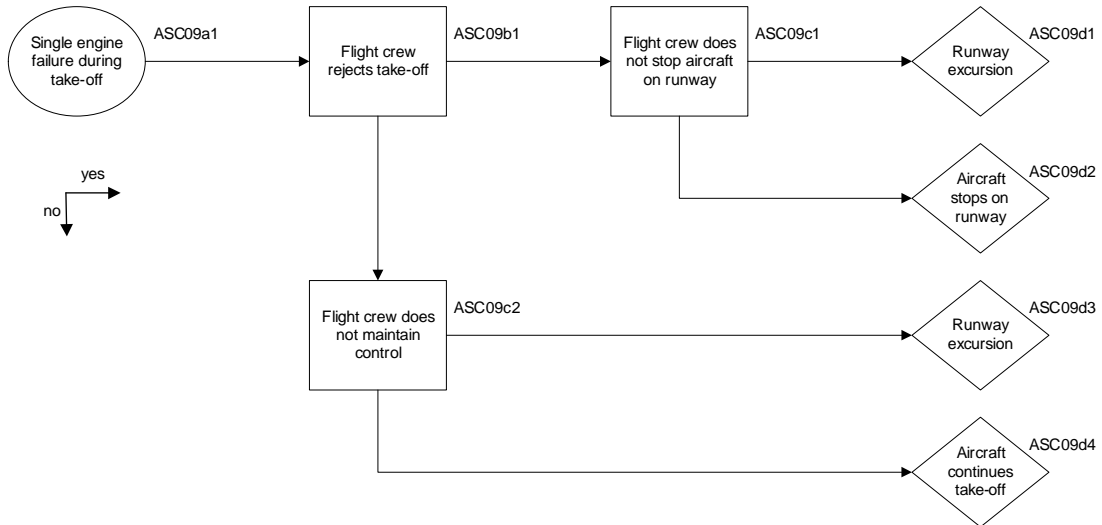 Single engine
failure during
take-off
ASC09a1
Flight crew
rejects take-off
ASC09b1
Flight crew does
not stop aircraft
on runway
ASC09c1
Runway
excursion
ASC09d1
yes
no
Aircraft
stops on
runway
ASC09d2
Flight crew does
not maintain
control
ASC09c2
Runway
excursion
ASC09d3
Aircraft
continues
take-off
ASC09d4